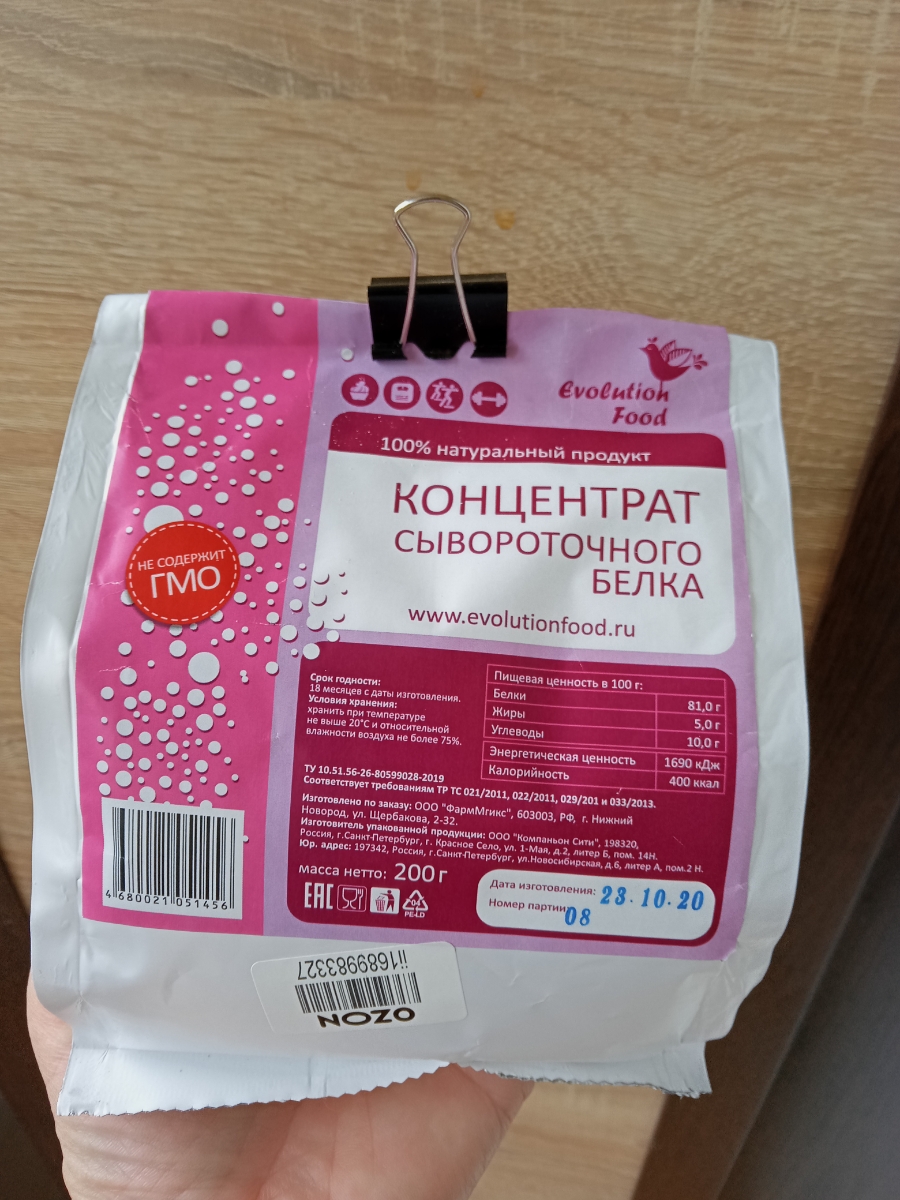 Evolution
Food
100% натуральный продукт
КОНЦЕНТРАТ
СЫВОРОТОЧНОГО
БЕЛКА
www.evolutionfood.ru
НЕ СОДЕРЖИТ
ГМО
Срок годности:
18 месяцев с даты изготовления.
Условия хранения:
хранить при температуре
не выше 20°С и относительной
влажности воздуха не более 75%.
Пищевая ценность в 100 г:
Белки 81,0 г
Жиры 5,0 г
Углеводы 10,0 г
Энергетическая ценность 1690 кДж
Калорийность 400 ккал
ТУ 10.51.56-26-80599028-2019
Соответствует требованиям ТР ТС 021/2011, 022/2011, 029/201 и 033/2013.
Изготовлено по заказу: ООО "ФармМгикс", 603003, РФ, г. Нижний
Новород, ул. Щербакова, 2-32.
Изготовитель упакованной продукции: ООО "Компаньон Сити", 198320,
Россия, г.Санкт-Петербург, г. Красное Село, ул. 1-Мая, д.2, литер Б, пом. 14Н.
Юр. адрес: 197342, Россия, г.Санкт-Петербург, ул.Новосибирская, д.6, литер А, пом.2 Н.
масса нетто: 200 г
EAC
04
PE-LD
Дата изготовления: 23.10.20
Номер партии: 08
4 680021 051456
ii1689983327
OZON